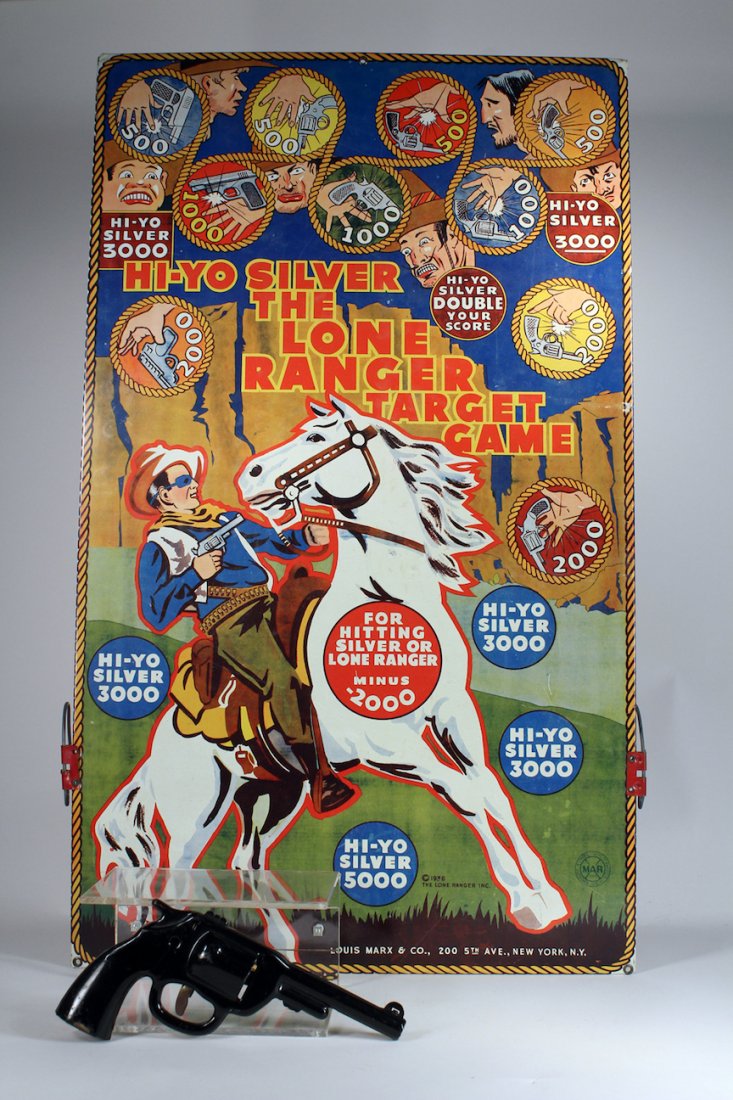 500
500
500
500
1000
1000
1000
HI-YO
SILVER
3000
HI-YO
SILVER
3000
HI-YO SILVER
THE
LONE
RANGER
TARGET
GAME
HI-YO
SILVER
DOUBLE
YOUR
SCORE
2000
2000
2000
FOR
HITTING
SILVER OR
LONE RANGER
MINUS
-2000
HI-YO
SILVER
3000
HI-YO
SILVER
3000
HI-YO
SILVER
3000
HI-YO
SILVER
5000
THE LONE RANGER INC.
MAR
LOUIS MARX & CO., 200 5TH AVE., NEW YORK, N.Y.